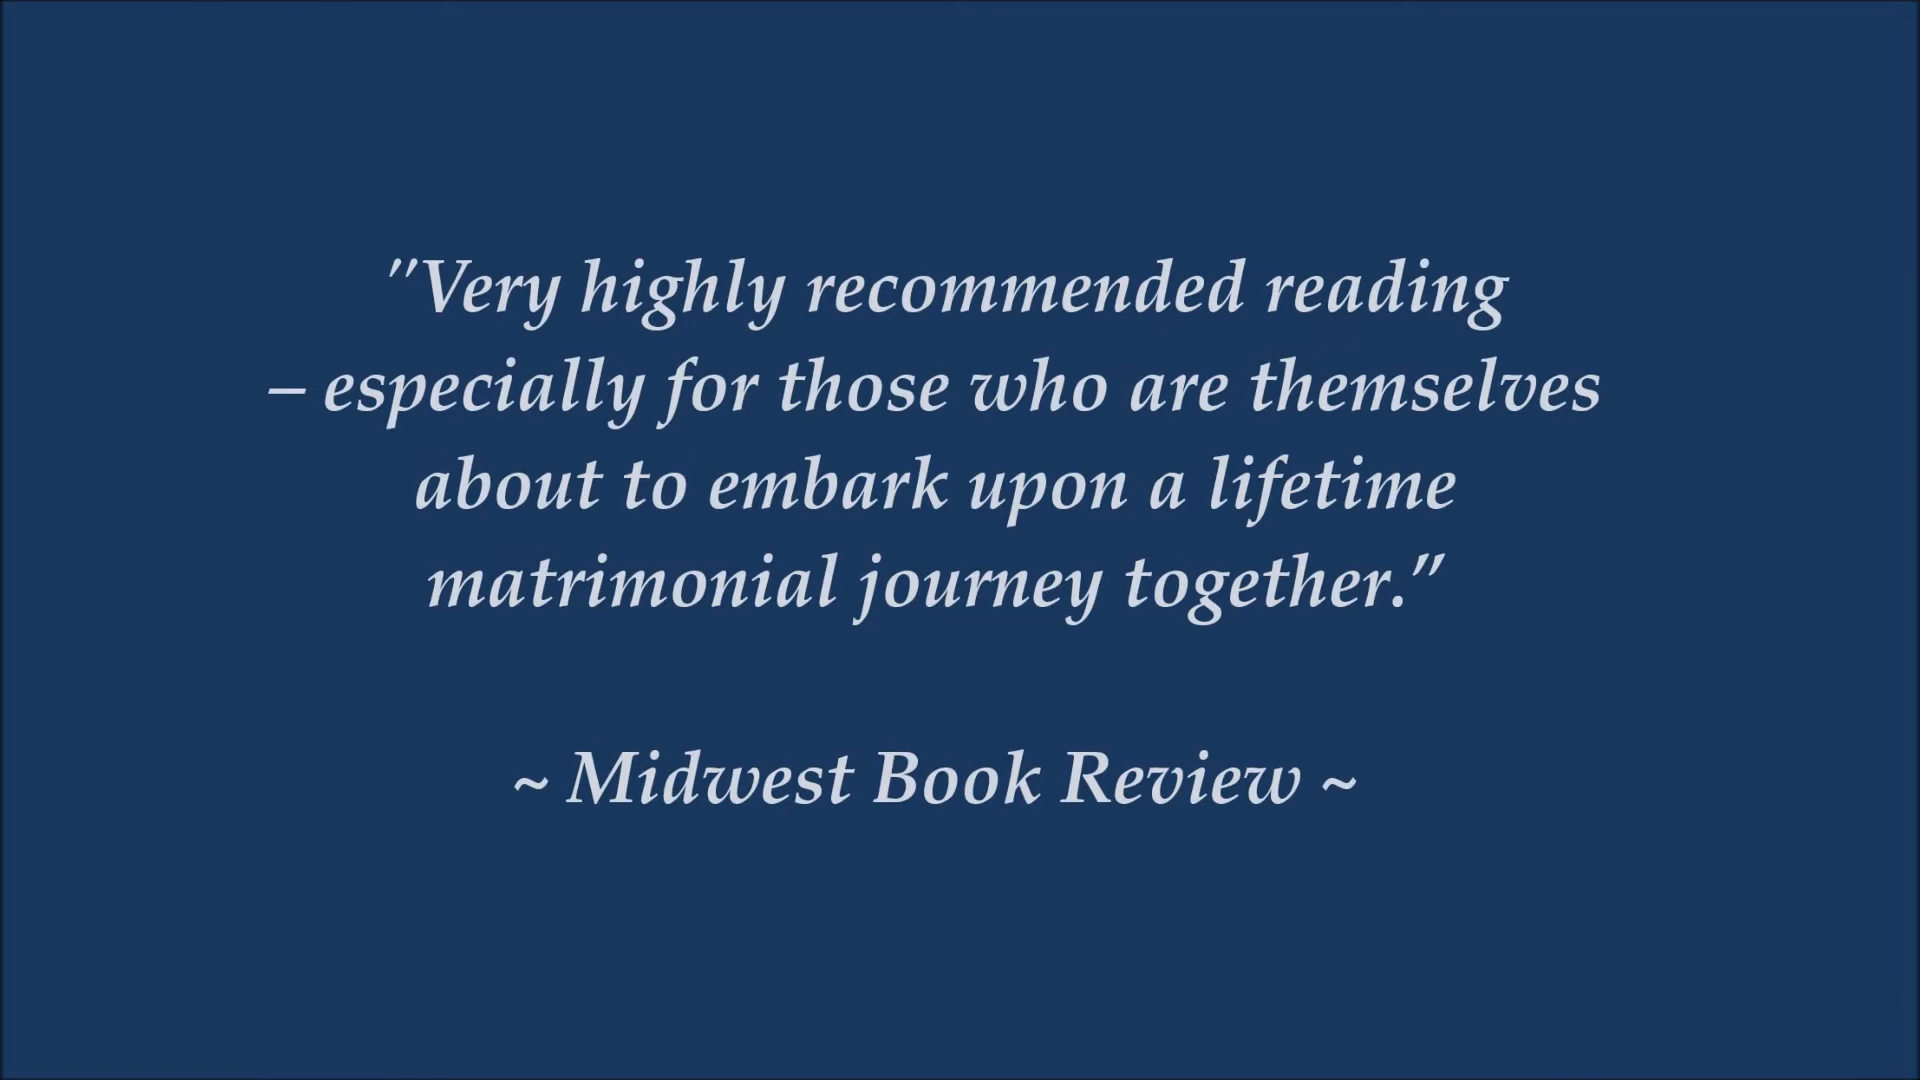 "Very highly recommended reading
– especially for those who are themselves
about to embark upon a lifetime
matrimonial journey together.”
~ Midwest Book Review ~